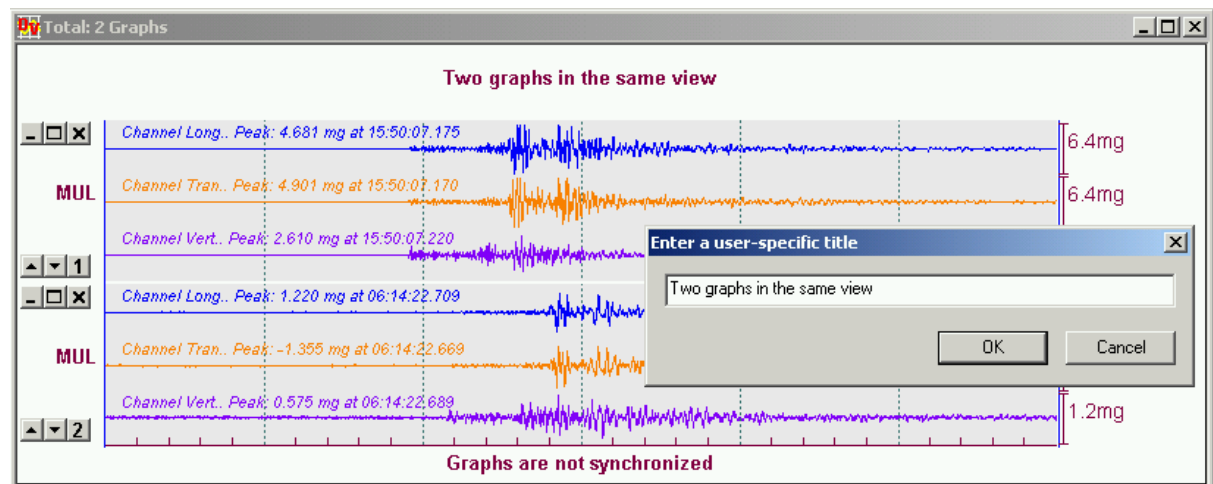 Total: 2 Graphs
Two graphs in the same view
Channel Long.. Peak: 4.681 mg at 15:50:07.175
6.4mg
MUL
Channel Tran.. Peak: 4.901 mg at 15:50:07.170
6.4mg
Channel Vert.. Peak: 2.610 mg at 15:50:07.220
1
Enter a user-specific title
Two graphs in the same view
OK
Cancel
Channel Long.. Peak: 1.220 mg at 06:14:22.709
MUL
Channel Tran.. Peak: -1.355 mg at 06:14:22.669
Channel Vert.. Peak: 0.575 mg at 06:14:22.689
1.2mg
2
Graphs are not synchronized